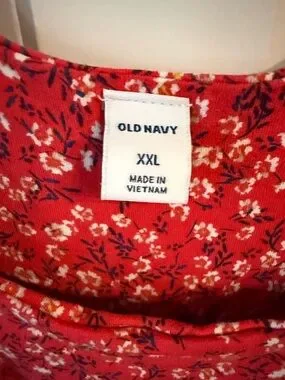 OLD NAVY
XXL
MADE IN
VIETNAM